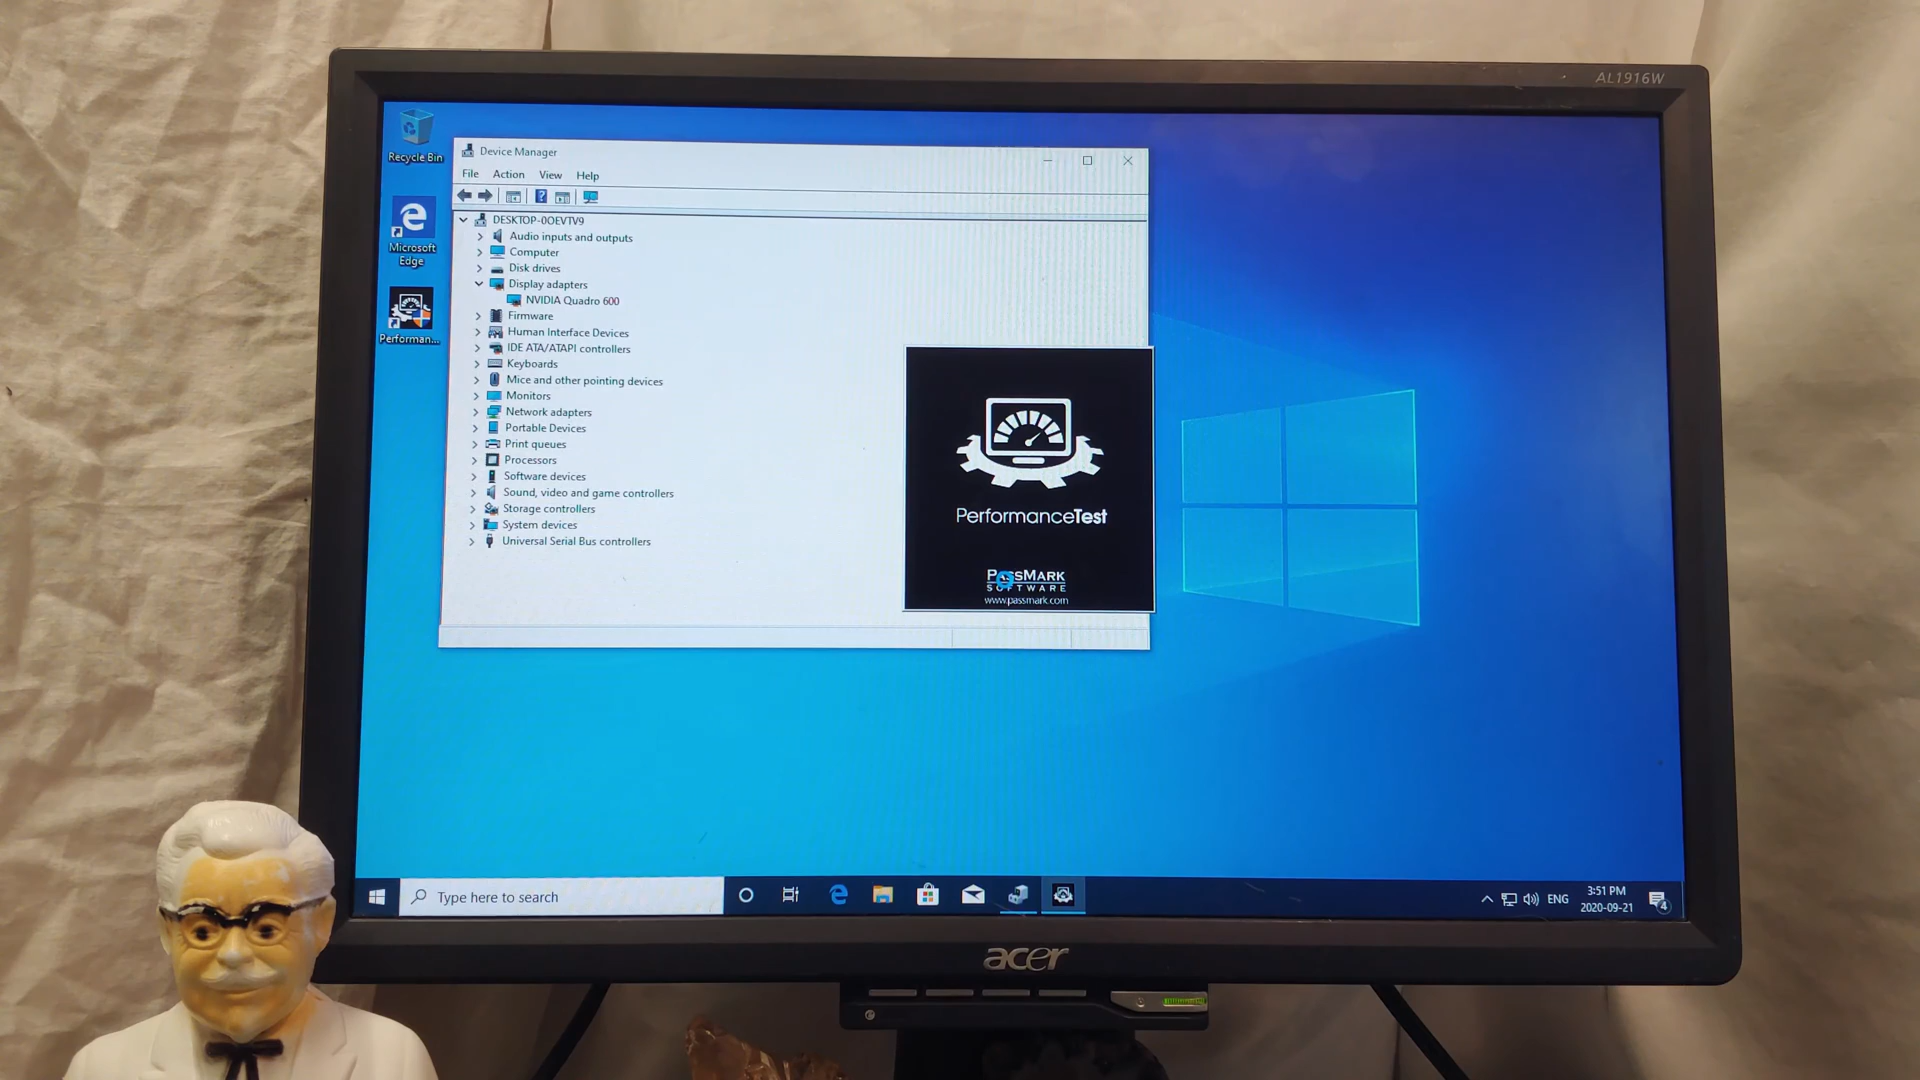 AL1916W
Recycle Bin
Microsoft
Edge
Performan...
Device Manager
File Action View Help
DESKTOP-0OEVTV9
Audio inputs and outputs
Computer
Disk drives
Display adapters
NVIDIA Quadro 600
Firmware
Human Interface Devices
IDE ATA/ATAPI controllers
Keyboards
Mice and other pointing devices
Monitors
Network adapters
Portable Devices
Print queues
Processors
Software devices
Sound, video and game controllers
Storage controllers
System devices
Universal Serial Bus controllers
PerformanceTest
PASSMARK
SOFTWARE
www.passmark.com
Type here to search
ENG
3:51 PM
2020-09-21
4
acer